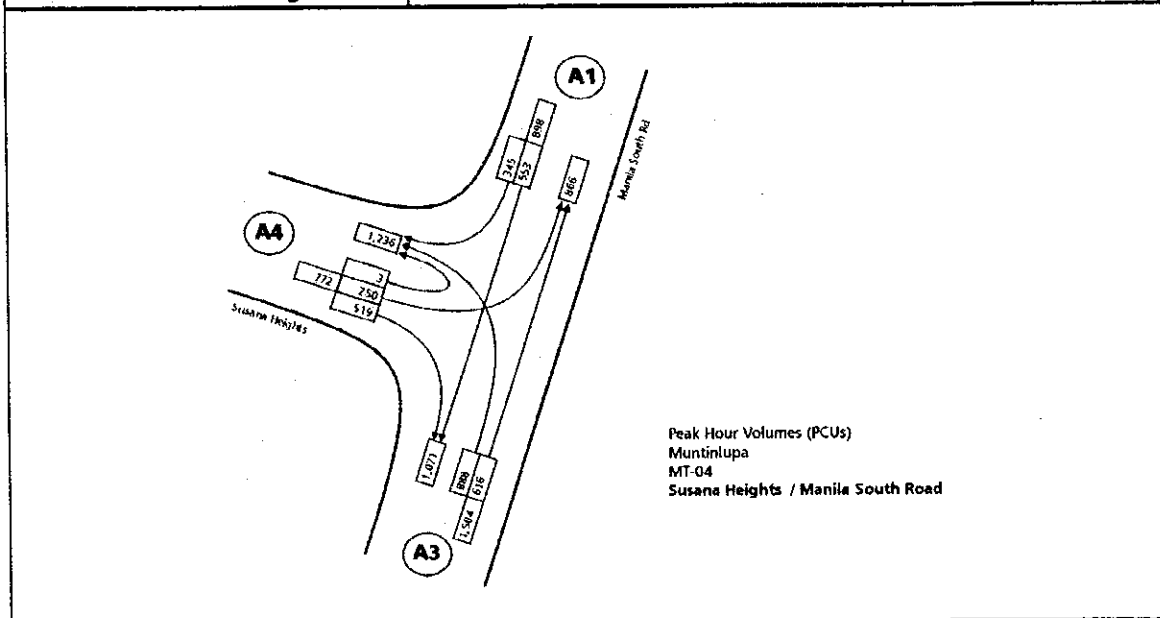 A1
898
345
553
866
Manila South Rd
A4
1,236
772
3
250
519
Susana Heights
1,071
888
616
1,504
A3
Peak Hour Volumes (PCUs)
Muntinlupa
MT-04
Susana Heights / Manila South Road